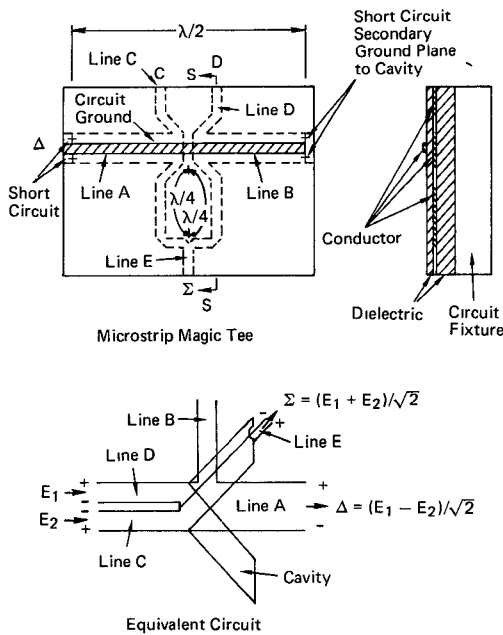 λ/2
Short Circuit
Secondary
Ground Plane
to Cavity
Line C
C
S
D
Line D
Circuit
Ground
Δ
Short
Circuit
Line A
Line B
λ/4
λ/4
Line E
Σ
S
Conductor
Dielectric
Circuit
Fixture
Microstrip Magic Tee
Line B
- +
Σ = (E₁ + E₂)/√2
Line E
+
Line D
E₁
-
-
E₂
+
Line C
+
Line A
Δ = (E₁ − E₂)/√2
-
Cavity
Equivalent Circuit